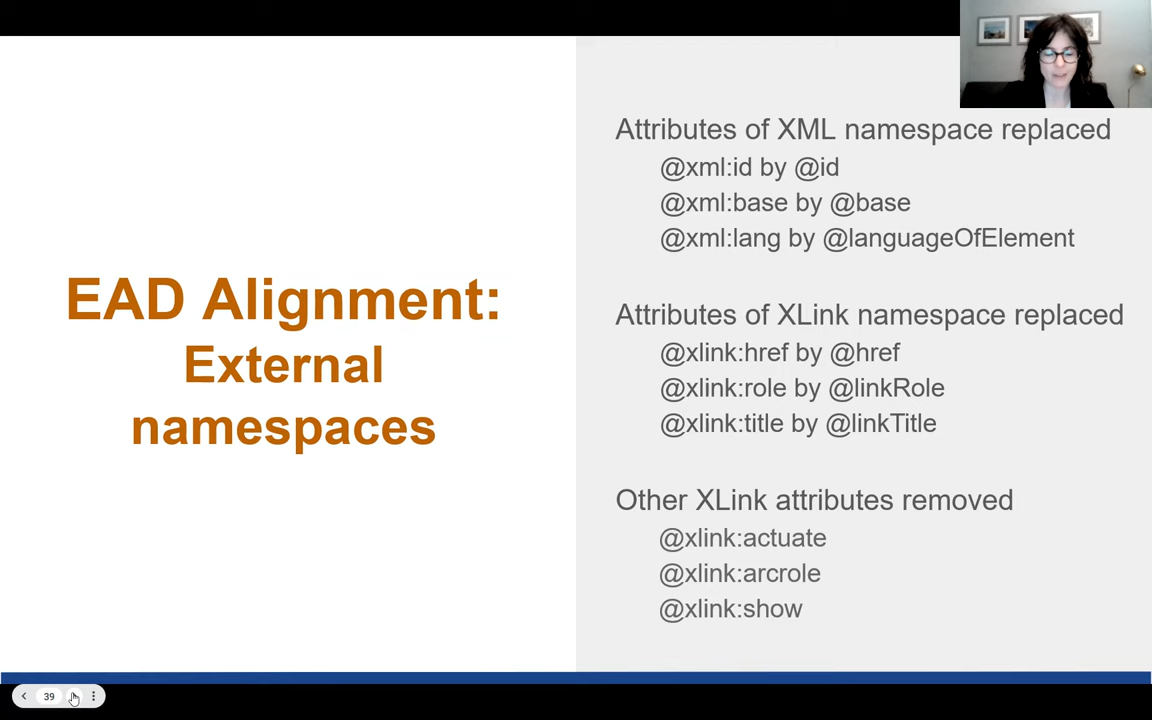 EAD Alignment:
External
namespaces
Attributes of XML namespace replaced
@xml:id by @id
@xml:base by @base
@xml:lang by @languageOfElement
Attributes of XLink namespace replaced
@xlink:href by @href
@xlink:role by @linkRole
@xlink:title by @linkTitle
Other XLink attributes removed
@xlink:actuate
@xlink:arcrole
@xlink:show
39